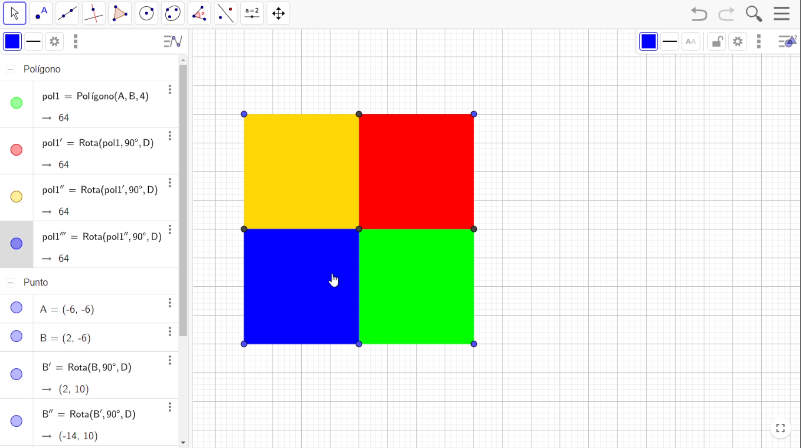 A
a=2
AA
A
Polígono
pol1 = Polígono(A, B, 4)
→ 64
pol1′ = Rota(pol1, 90°, D)
→ 64
pol1′′ = Rota(pol1′, 90°, D)
→ 64
pol1′′′ = Rota(pol1′′, 90°, D)
→ 64
Punto
A = (-6, -6)
B = (2, -6)
B′ = Rota(B, 90°, D)
→ (2, 10)
B′′ = Rota(B′, 90°, D)
→ (-14, 10)